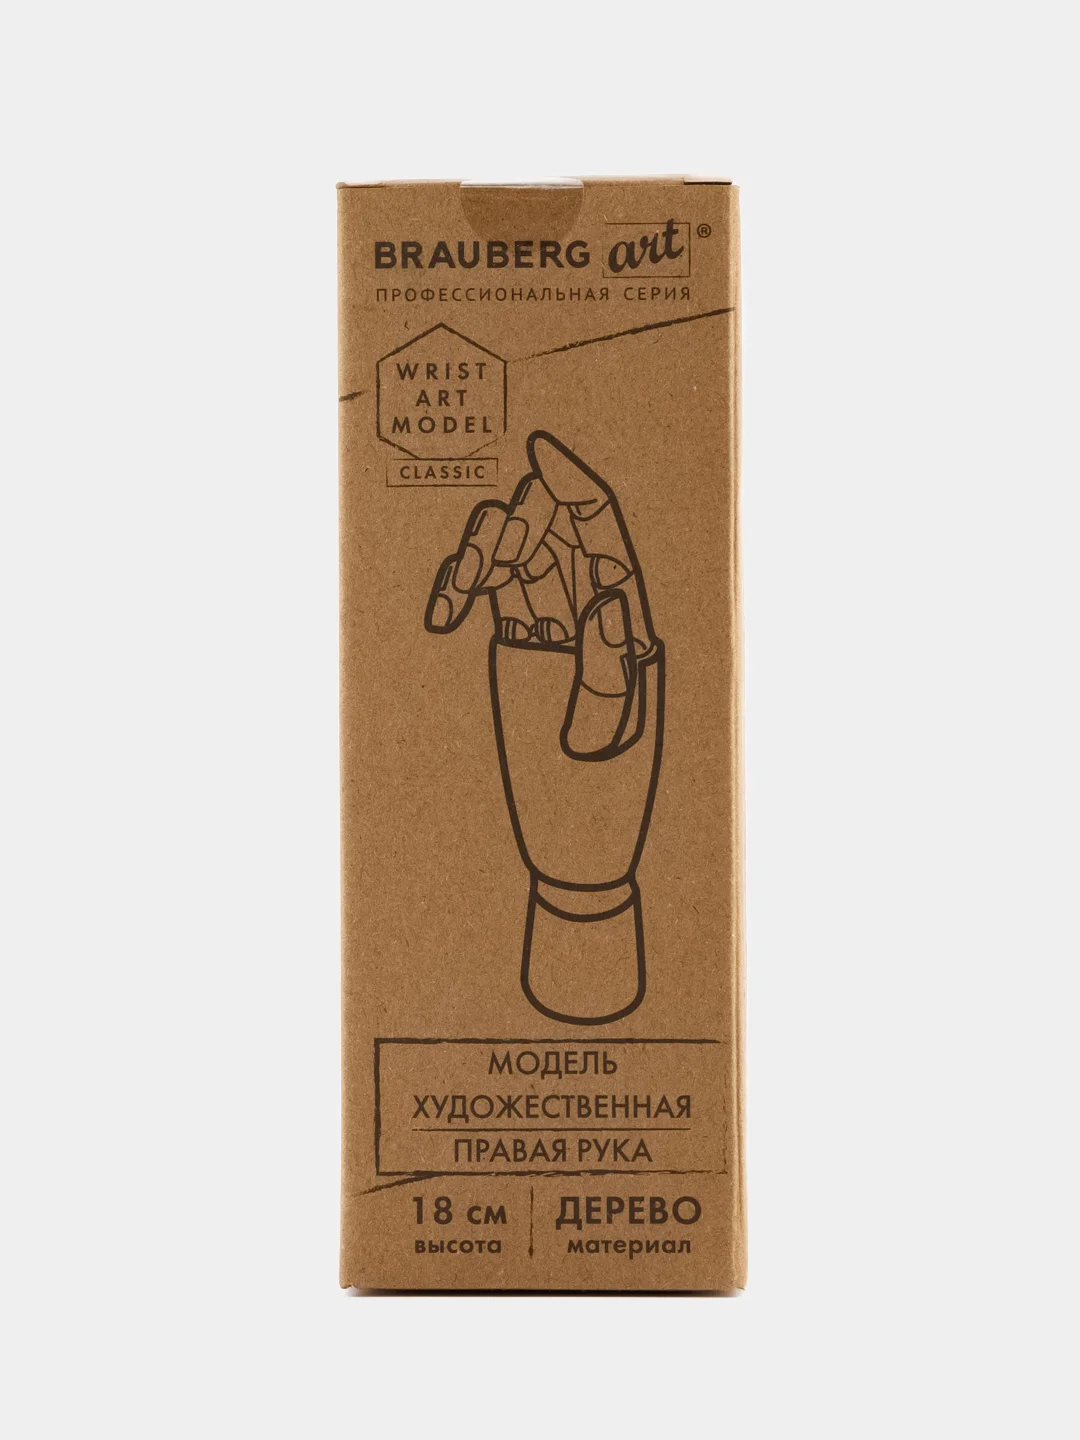 BRAUBERG art ®
ПРОФЕССИОНАЛЬНАЯ СЕРИЯ
WRIST
ART
MODEL
CLASSIC
МОДЕЛЬ
ХУДОЖЕСТВЕННАЯ
ПРАВАЯ РУКА
18 см ДЕРЕВО
высота материал